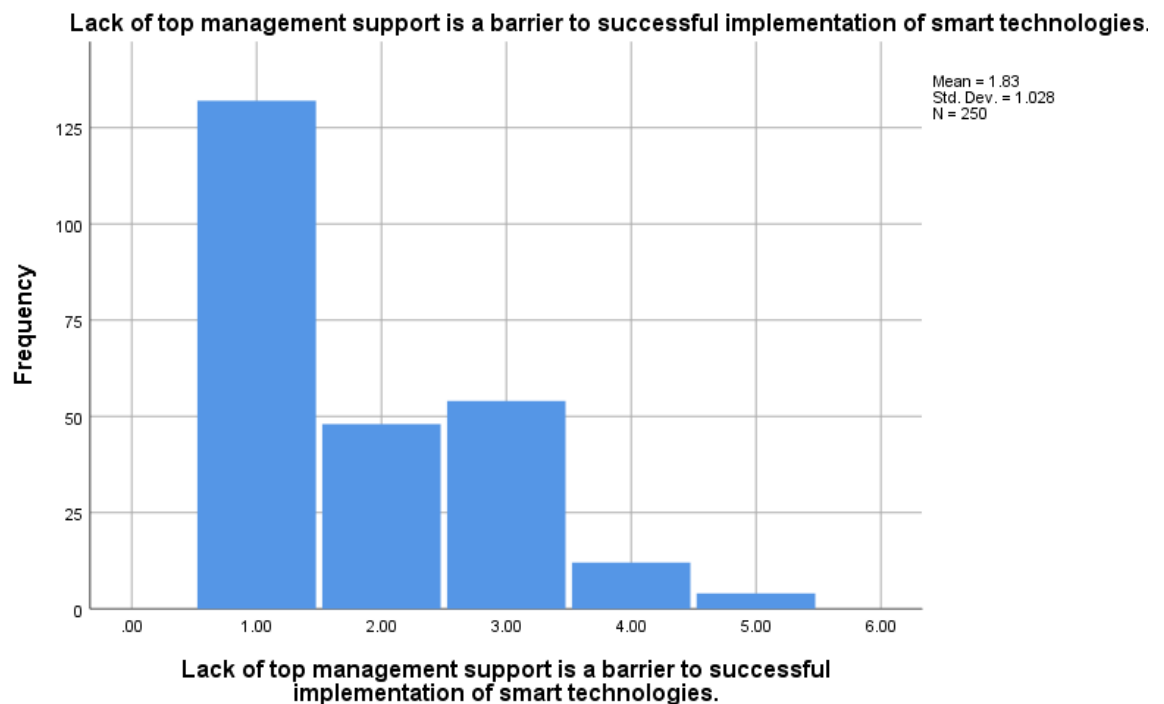 Lack of top management support is a barrier to successful implementation of smart technologies.
Mean = 1.83
Std. Dev. = 1.028
N = 250
Frequency
125
100
75
50
25
0
.00 1.00 2.00 3.00 4.00 5.00 6.00
Lack of top management support is a barrier to successful
implementation of smart technologies.